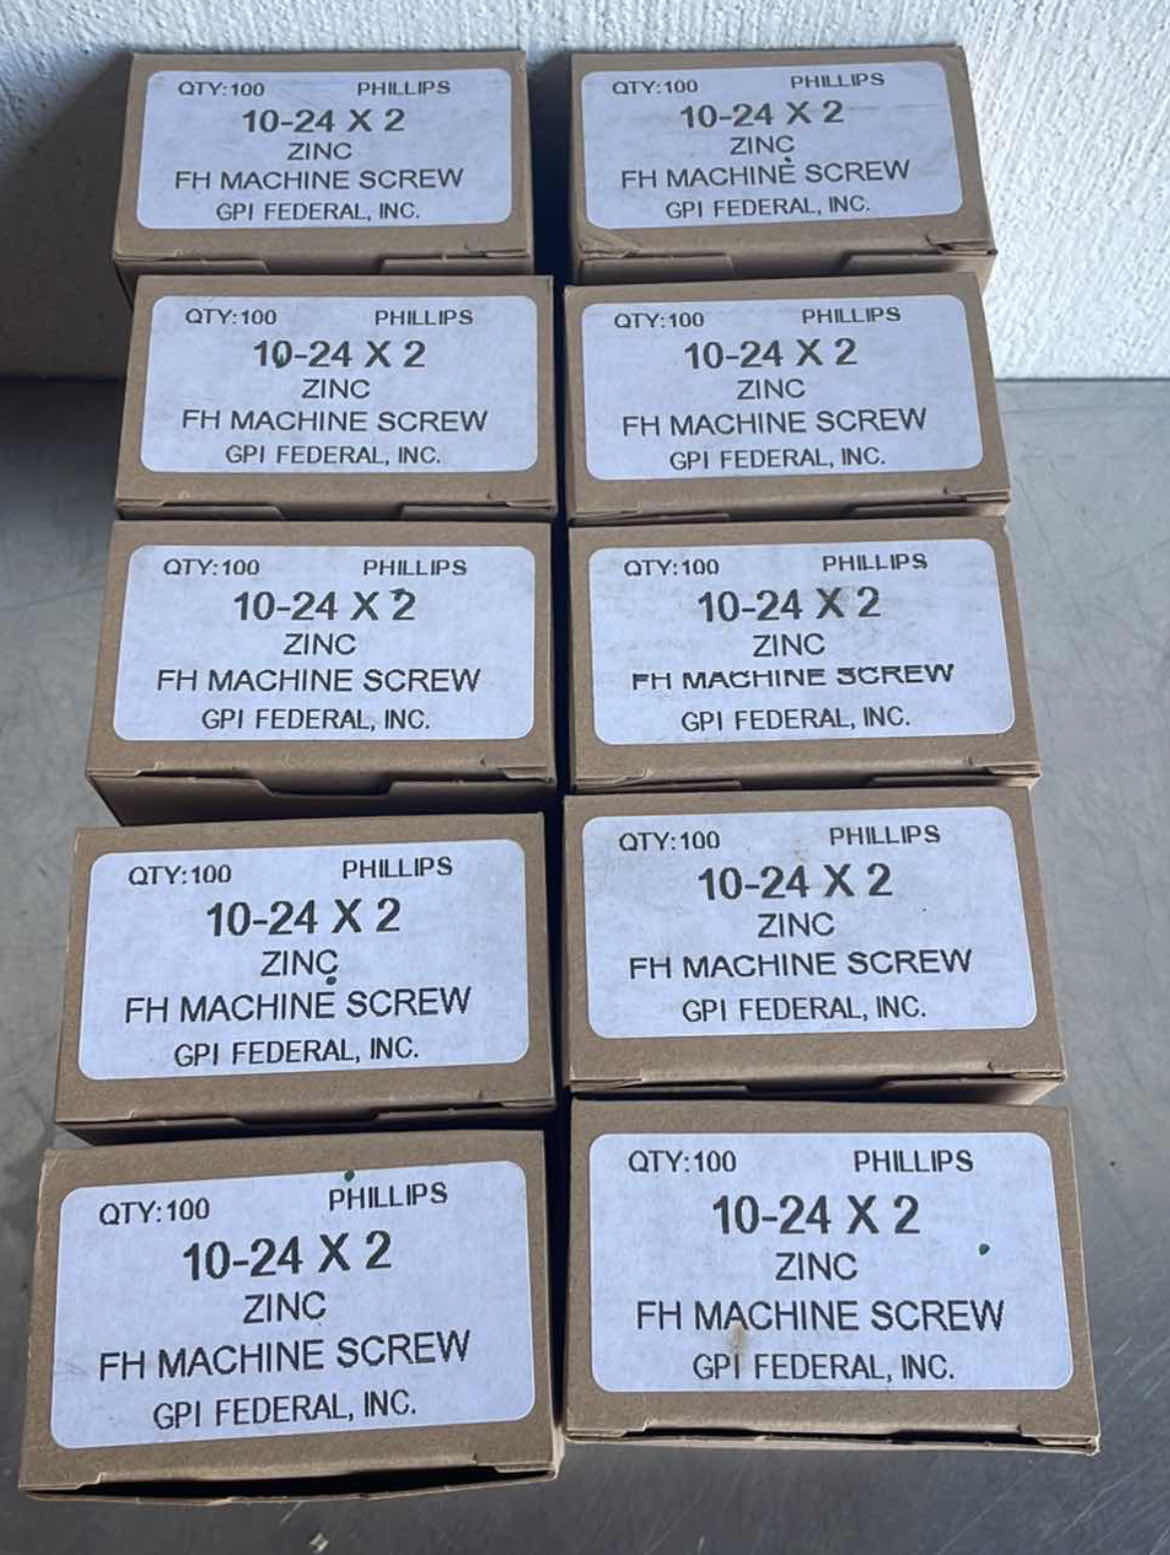 QTY:100 PHILLIPS
10-24 X 2
ZINC
FH MACHINE SCREW
GPI FEDERAL, INC.
QTY:100 PHILLIPS
10-24 X 2
ZINC
FH MACHINE SCREW
GPI FEDERAL, INC.
QTY:100 PHILLIPS
10-24 X 2
ZINC
FH MACHINE SCREW
GPI FEDERAL, INC.
QTY:100 PHILLIPS
10-24 X 2
ZINC
FH MACHINE SCREW
GPI FEDERAL, INC.
QTY:100 PHILLIPS
10-24 X 2
ZINC
FH MACHINE SCREW
GPI FEDERAL, INC.
QTY:100 PHILLIPS
10-24 X 2
ZINC
FH MACHINE SCREW
GPI FEDERAL, INC.
QTY:100 PHILLIPS
10-24 X 2
ZINC
FH MACHINE SCREW
GPI FEDERAL, INC.
QTY:100 PHILLIPS
10-24 X 2
ZINC
FH MACHINE SCREW
GPI FEDERAL, INC.
QTY:100 PHILLIPS
10-24 X 2
ZINC
FH MACHINE SCREW
GPI FEDERAL, INC.
QTY:100 PHILLIPS
10-24 X 2
ZINC
FH MACHINE SCREW
GPI FEDERAL, INC.